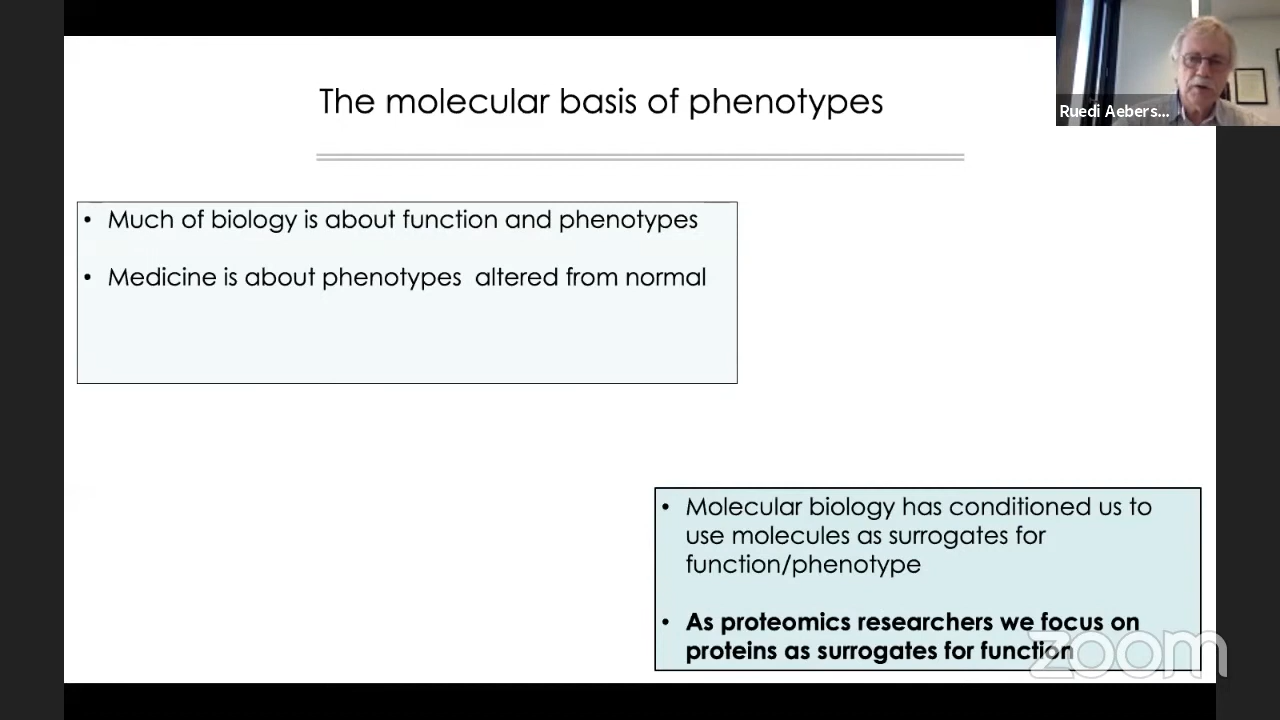 The molecular basis of phenotypes
Ruedi Aebers...
• Much of biology is about function and phenotypes
• Medicine is about phenotypes altered from normal
• Molecular biology has conditioned us to
use molecules as surrogates for
function/phenotype
• As proteomics researchers we focus on
proteins as surrogates for function
zoom